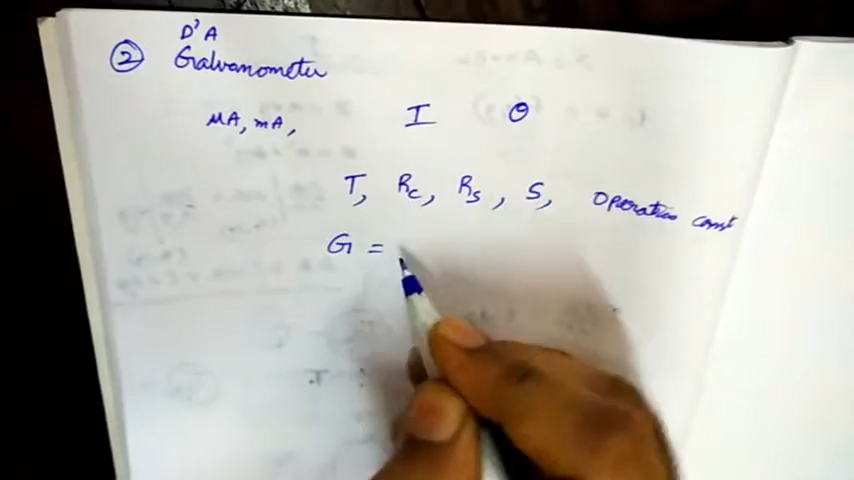 D'A
② Galvanometer
μA, mA, I θ
T, Rc, Rs, S, Operation const
G =